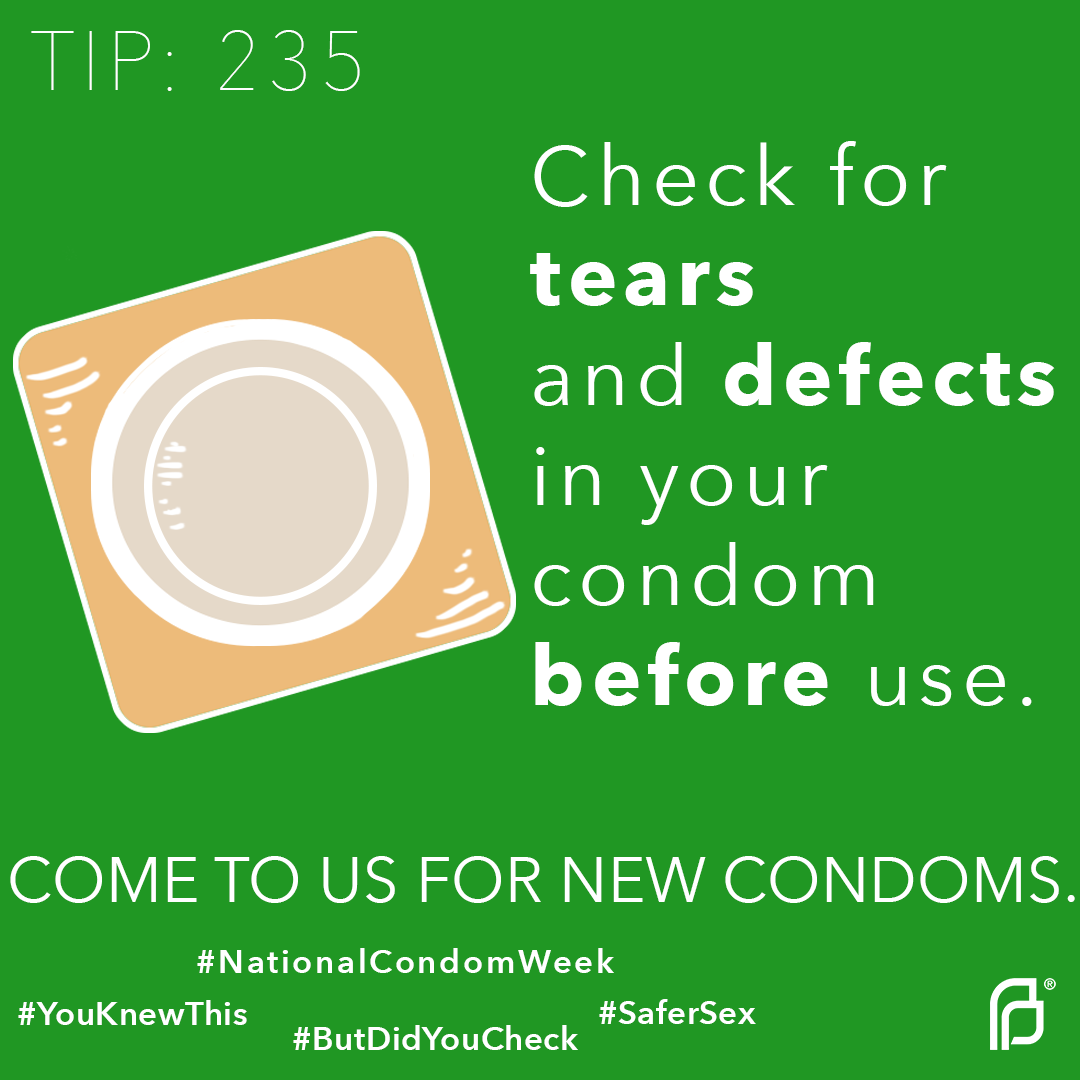 TIP: 235
Check for
tears
and defects
in your
condom
before use.
COME TO US FOR NEW CONDOMS.
#NationalCondomWeek
#YouKnewThis
#SaferSex
#ButDidYouCheck
®